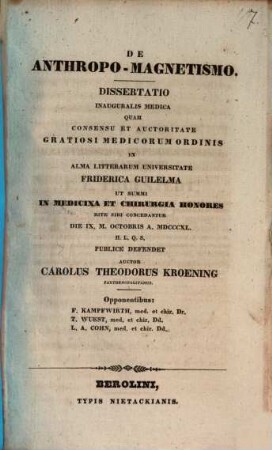 7.
DE
ANTHROPO-MAGNETISMO.
DISSERTATIO
INAUGURALIS MEDICA
QUAM
CONSENSU ET AUCTORITATE
GRATIOSI MEDICORUM ORDINIS
IN
ALMA LITTERARUM UNIVERSITATE
FRIDERICA GUILELMA
UT SUMMI
IN MEDICINA ET CHIRURGIA HONORES
RITE SIBI CONCEDANTUR
DIE IX, M. OCTOBRIS A. MDCCCXL.
H. L. Q. S.
PUBLICE DEFENDET
AUCTOR
CAROLUS THEODORUS KROENING
PARTHENOPOLITANUS.
Opponentibus:
F. KAMPFWIRTH, med. et chir. Dr.
T. WURST, med. et chir. Dd.
L. A. COHN, med. et chir. Dd.
BEROLINI,
TYPIS NIETACKIANIS.